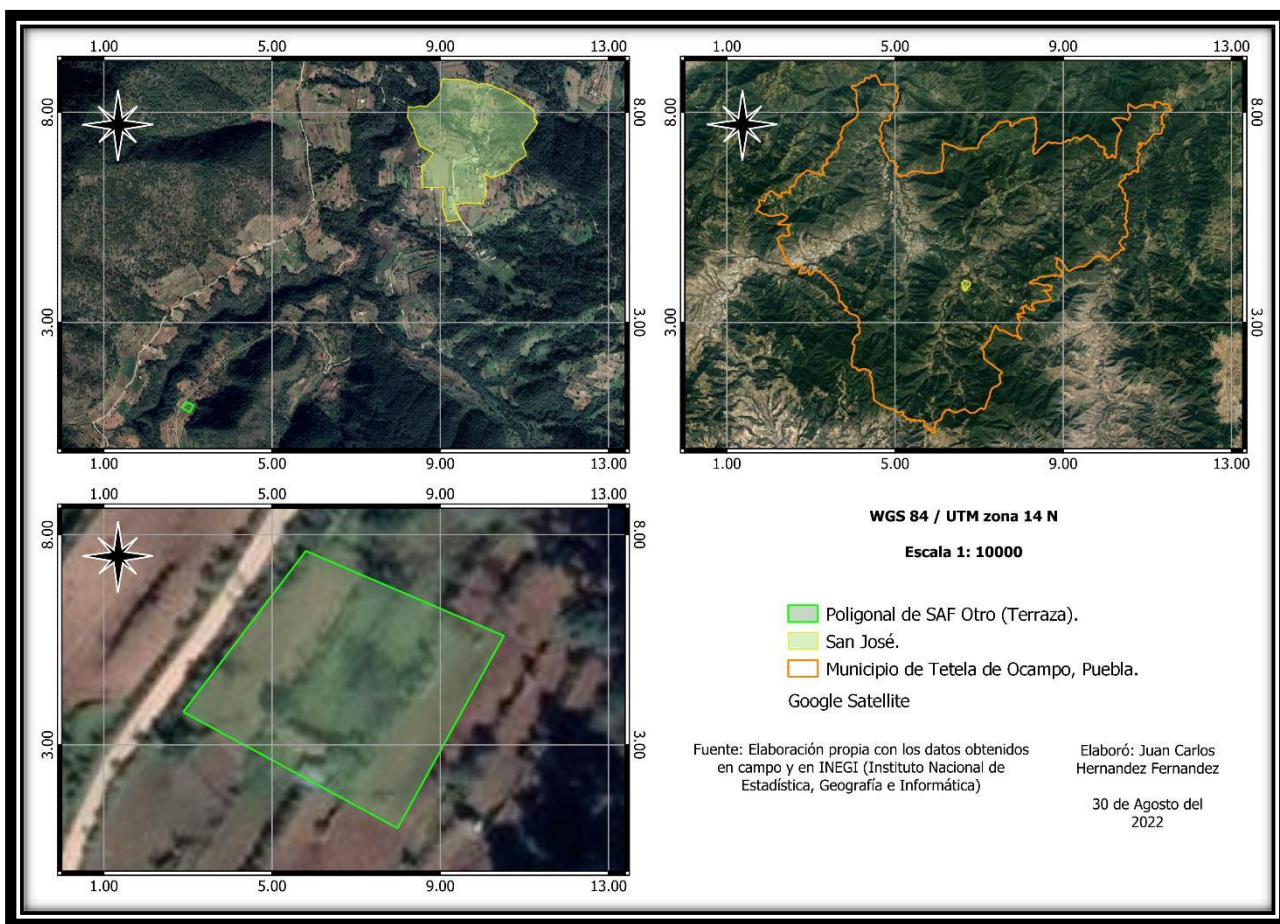 1.00 5.00 9.00 13.00
8.00 8.00
3.00 3.00
1.00 5.00 9.00 13.00
1.00 5.00 9.00 13.00
8.00 8.00
3.00 3.00
1.00 5.00 9.00 13.00
1.00 5.00 9.00 13.00
8.00 8.00
3.00 3.00
1.00 5.00 9.00 13.00
WGS 84 / UTM zona 14 N
Escala 1: 10000
Poligonal de SAF Otro (Terraza).
San José.
Municipio de Tetela de Ocampo, Puebla.
Google Satellite
Fuente: Elaboración propia con los datos obtenidos
en campo y en INEGI (Instituto Nacional de
Estadística, Geografía e Informática)
Elaboró: Juan Carlos
Hernandez Fernandez
30 de Agosto del
2022